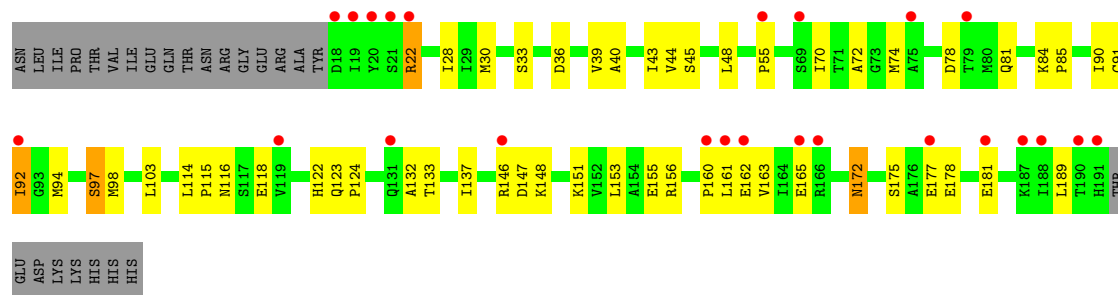 ASN LEU ILE PRO THR VAL ILE GLU GLN THR ASN ARG GLY GLU ARG ALA TYR D18 I19 Y20 S21 R22 I28 I29 M30 S33 D36 V39 A40 I43 V44 S45 L48 P55 S69 I70 T71 A72 G73 M74 A75 D78 T79 M80 Q81 K84 P85 I90 G91
I92 G93 M94 S97 M98 L103 L114 P115 N116 S117 E118 V119 H122 Q123 P124 Q131 A132 T133 I137 R146 D147 K148 K151 V152 L153 A154 E155 R156 P160 L161 E162 V163 I164 E165 R166 N172 S175 A176 E177 E178 E181 K187 I188 L189 T190 H191 THR
GLU ASP LYS LYS HIS HIS HIS